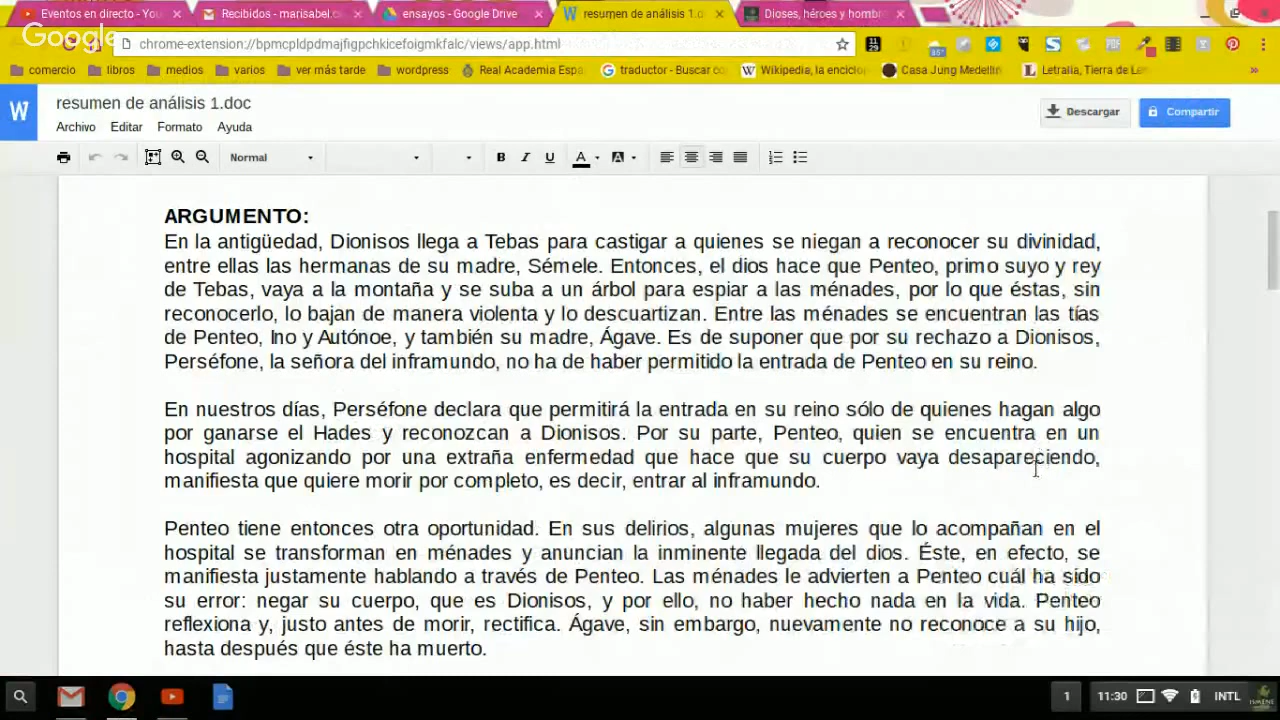 Eventos en directo - You
Recibidos - marisabel.c
ensayos - Google Drive
resumen de análisis 1.d
Dioses, héroes y hombr
Google
chrome-extension://bpmcpldpdmajfigpchkicefoigmkfalc/views/app.html
comercio
libros
medios
varios
ver más tarde
wordpress
Real Academia Espa
traductor - Buscar co
Wikipedia, la enciclop
Casa Jung Medellín
Letralia, Tierra de Le
»
W
resumen de análisis 1.doc
Archivo Editar Formato Ayuda
Descargar
Compartir
Normal
B I U A A
ARGUMENTO:
En la antigüedad, Dionisos llega a Tebas para castigar a quienes se niegan a reconocer su divinidad,
entre ellas las hermanas de su madre, Sémele. Entonces, el dios hace que Penteo, primo suyo y rey
de Tebas, vaya a la montaña y se suba a un árbol para espiar a las ménades, por lo que éstas, sin
reconocerlo, lo bajan de manera violenta y lo descuartizan. Entre las ménades se encuentran las tías
de Penteo, Ino y Autónoe, y también su madre, Ágave. Es de suponer que por su rechazo a Dionisos,
Perséfone, la señora del inframundo, no ha de haber permitido la entrada de Penteo en su reino.
En nuestros días, Perséfone declara que permitirá la entrada en su reino sólo de quienes hagan algo
por ganarse el Hades y reconozcan a Dionisos. Por su parte, Penteo, quien se encuentra en un
hospital agonizando por una extraña enfermedad que hace que su cuerpo vaya desapareciendo,
manifiesta que quiere morir por completo, es decir, entrar al inframundo.
Penteo tiene entonces otra oportunidad. En sus delirios, algunas mujeres que lo acompañan en el
hospital se transforman en ménades y anuncian la inminente llegada del dios. Éste, en efecto, se
manifiesta justamente hablando a través de Penteo. Las ménades le advierten a Penteo cuál ha sido
su error: negar su cuerpo, que es Dionisos, y por ello, no haber hecho nada en la vida. Penteo
reflexiona y, justo antes de morir, rectifica. Ágave, sin embargo, nuevamente no reconoce a su hijo,
hasta después que éste ha muerto.
1
11:30
INTL